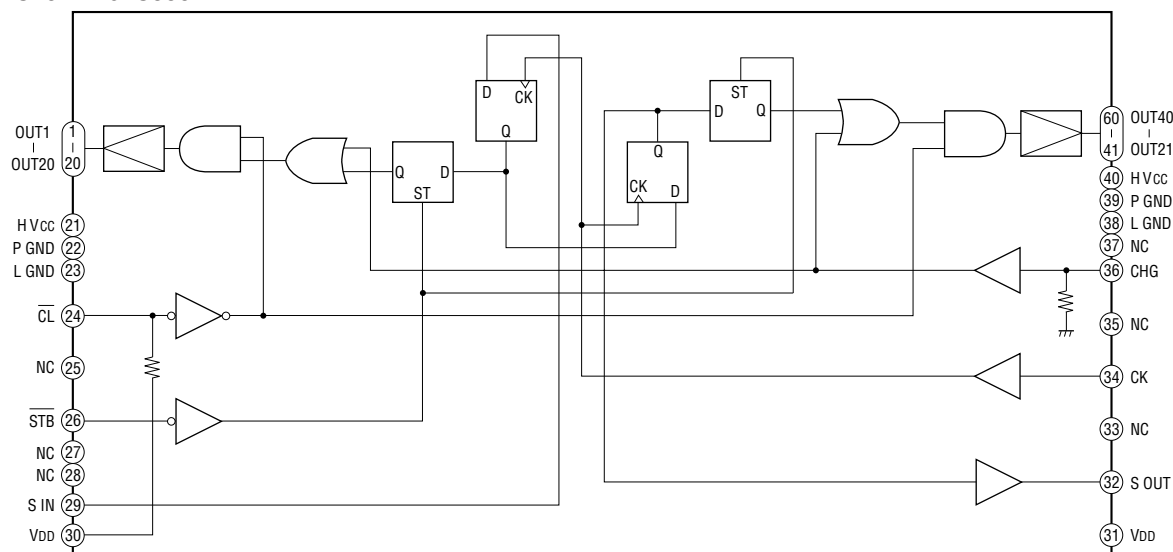 OUT1
–
OUT20
1
–
20
H VCC 21
P GND 22
L GND 23
CL 24
NC 25
STB 26
NC 27
NC 28
S IN 29
VDD 30
D CK
Q
Q D
ST
D ST Q
Q
CK D
60
–
41
OUT40
–
OUT21
40 H VCC
39 P GND
38 L GND
37 NC
36 CHG
35 NC
34 CK
33 NC
32 S OUT
31 VDD